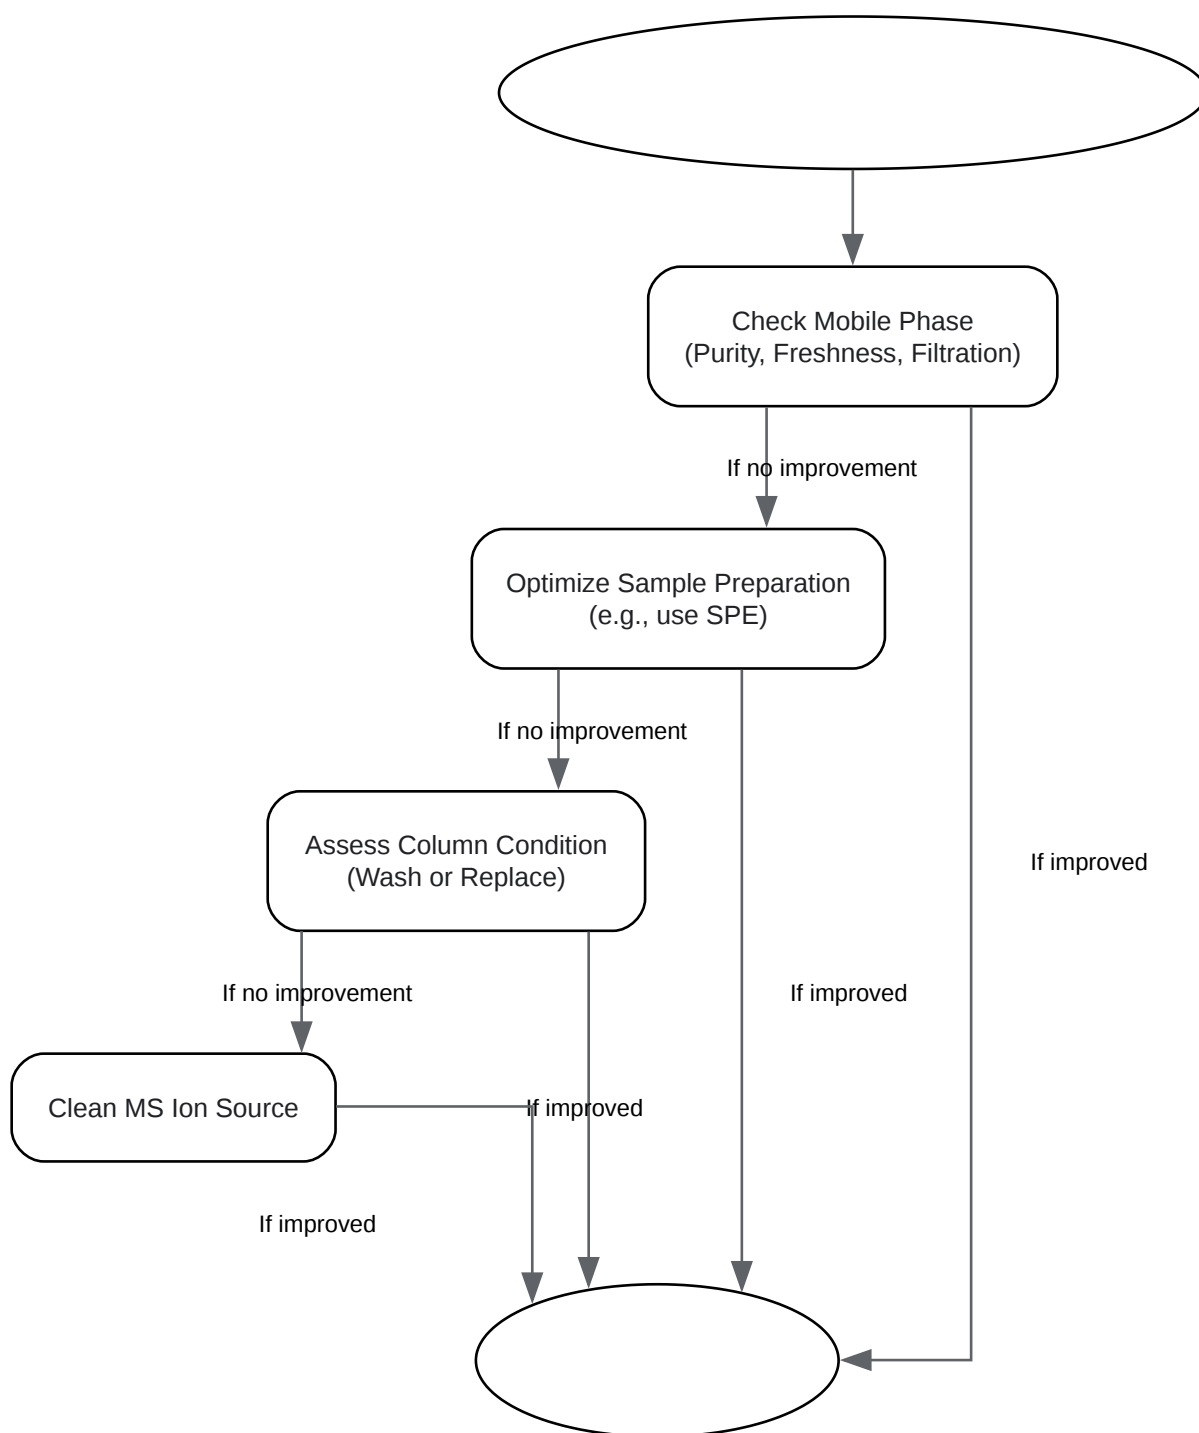 Check Mobile Phase
(Purity, Freshness, Filtration)
If no improvement
Optimize Sample Preparation
(e.g., use SPE)
If no improvement
Assess Column Condition
(Wash or Replace)
If improved
If no improvement
If improved
Clean MS Ion Source
If improved
If improved